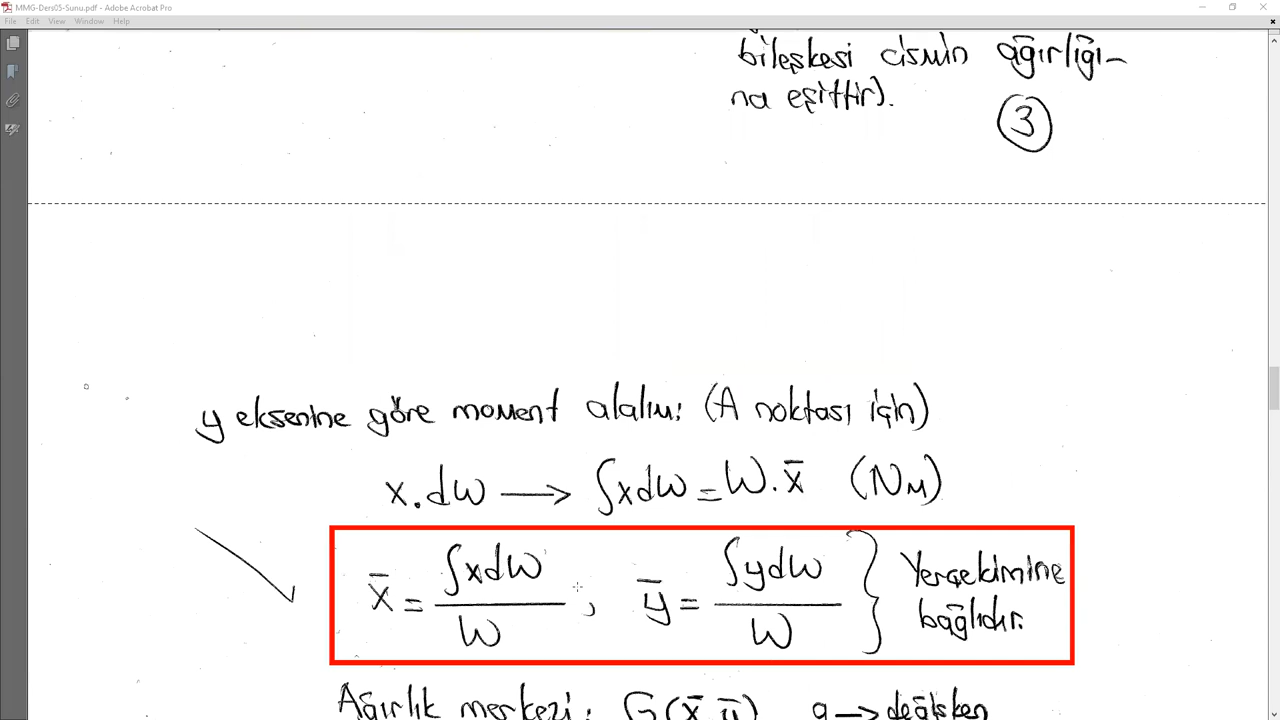 MMG-Ders05-Sunu.pdf - Adobe Acrobat Pro
File Edit View Window Help
bileşkesi cismin ağırlığı-
na eşittir).
3
y eksenine göre moment alalım: (A noktası için)
x.dW → ∫xdW = W.x̄ (Nm)
x̄ = ∫xdW / W , ȳ = ∫ydW / W } Yerçekimine
bağlıdır.
Ağırlık merkezi: G(x̄,ȳ) g → değişken